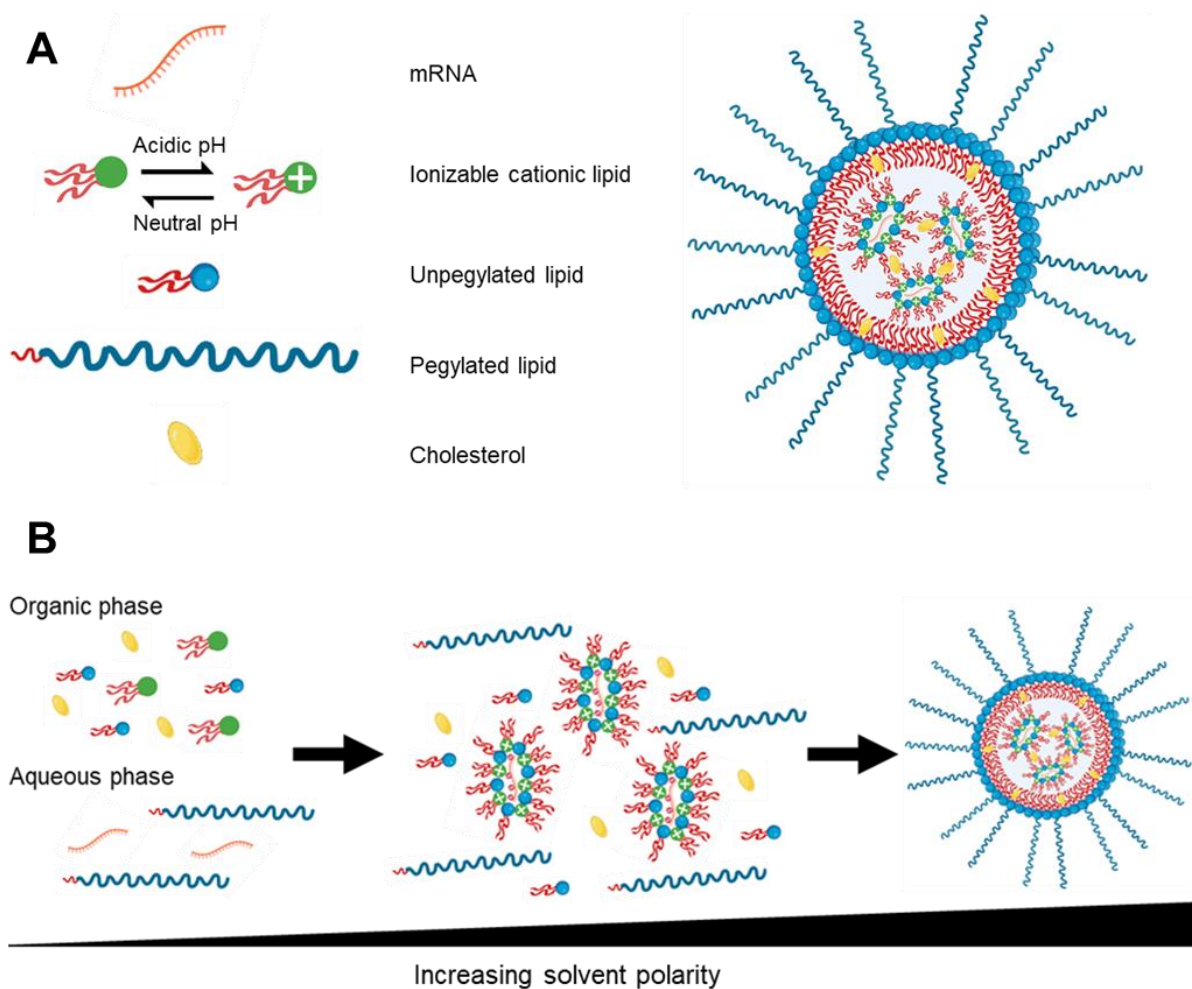 A
mRNA
Acidic pH
Neutral pH
Ionizable cationic lipid
Unpegylated lipid
Pegylated lipid
Cholesterol
B
Organic phase
Aqueous phase
Increasing solvent polarity